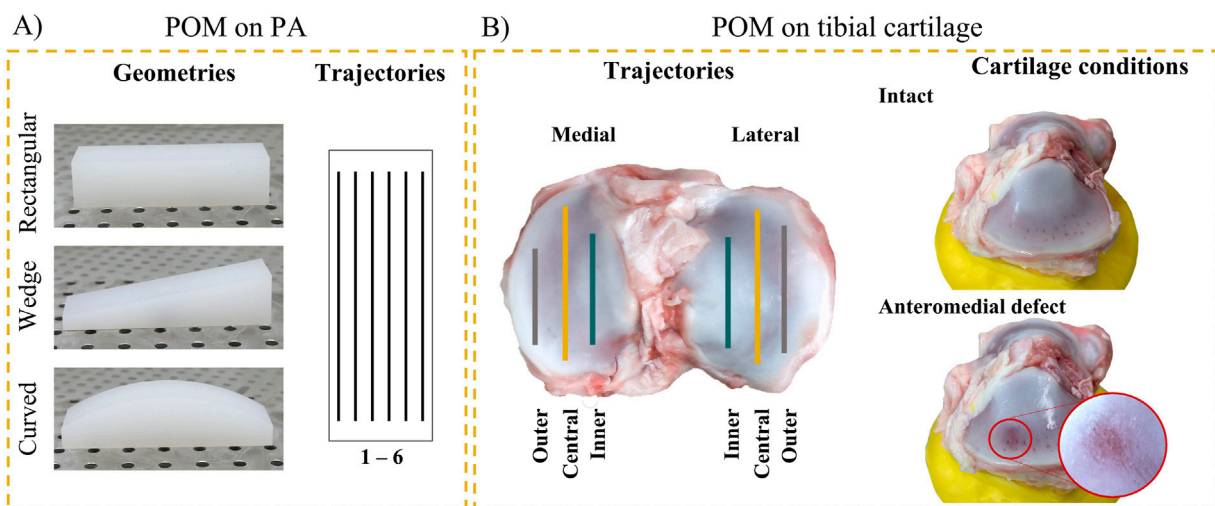 A)
POM on PA
Geometries
Trajectories
Rectangular
Wedge
Curved
1 – 6
B)
POM on tibial cartilage
Trajectories
Cartilage conditions
Medial
Lateral
Outer
Central
Inner
Inner
Central
Outer
Intact
Anteromedial defect